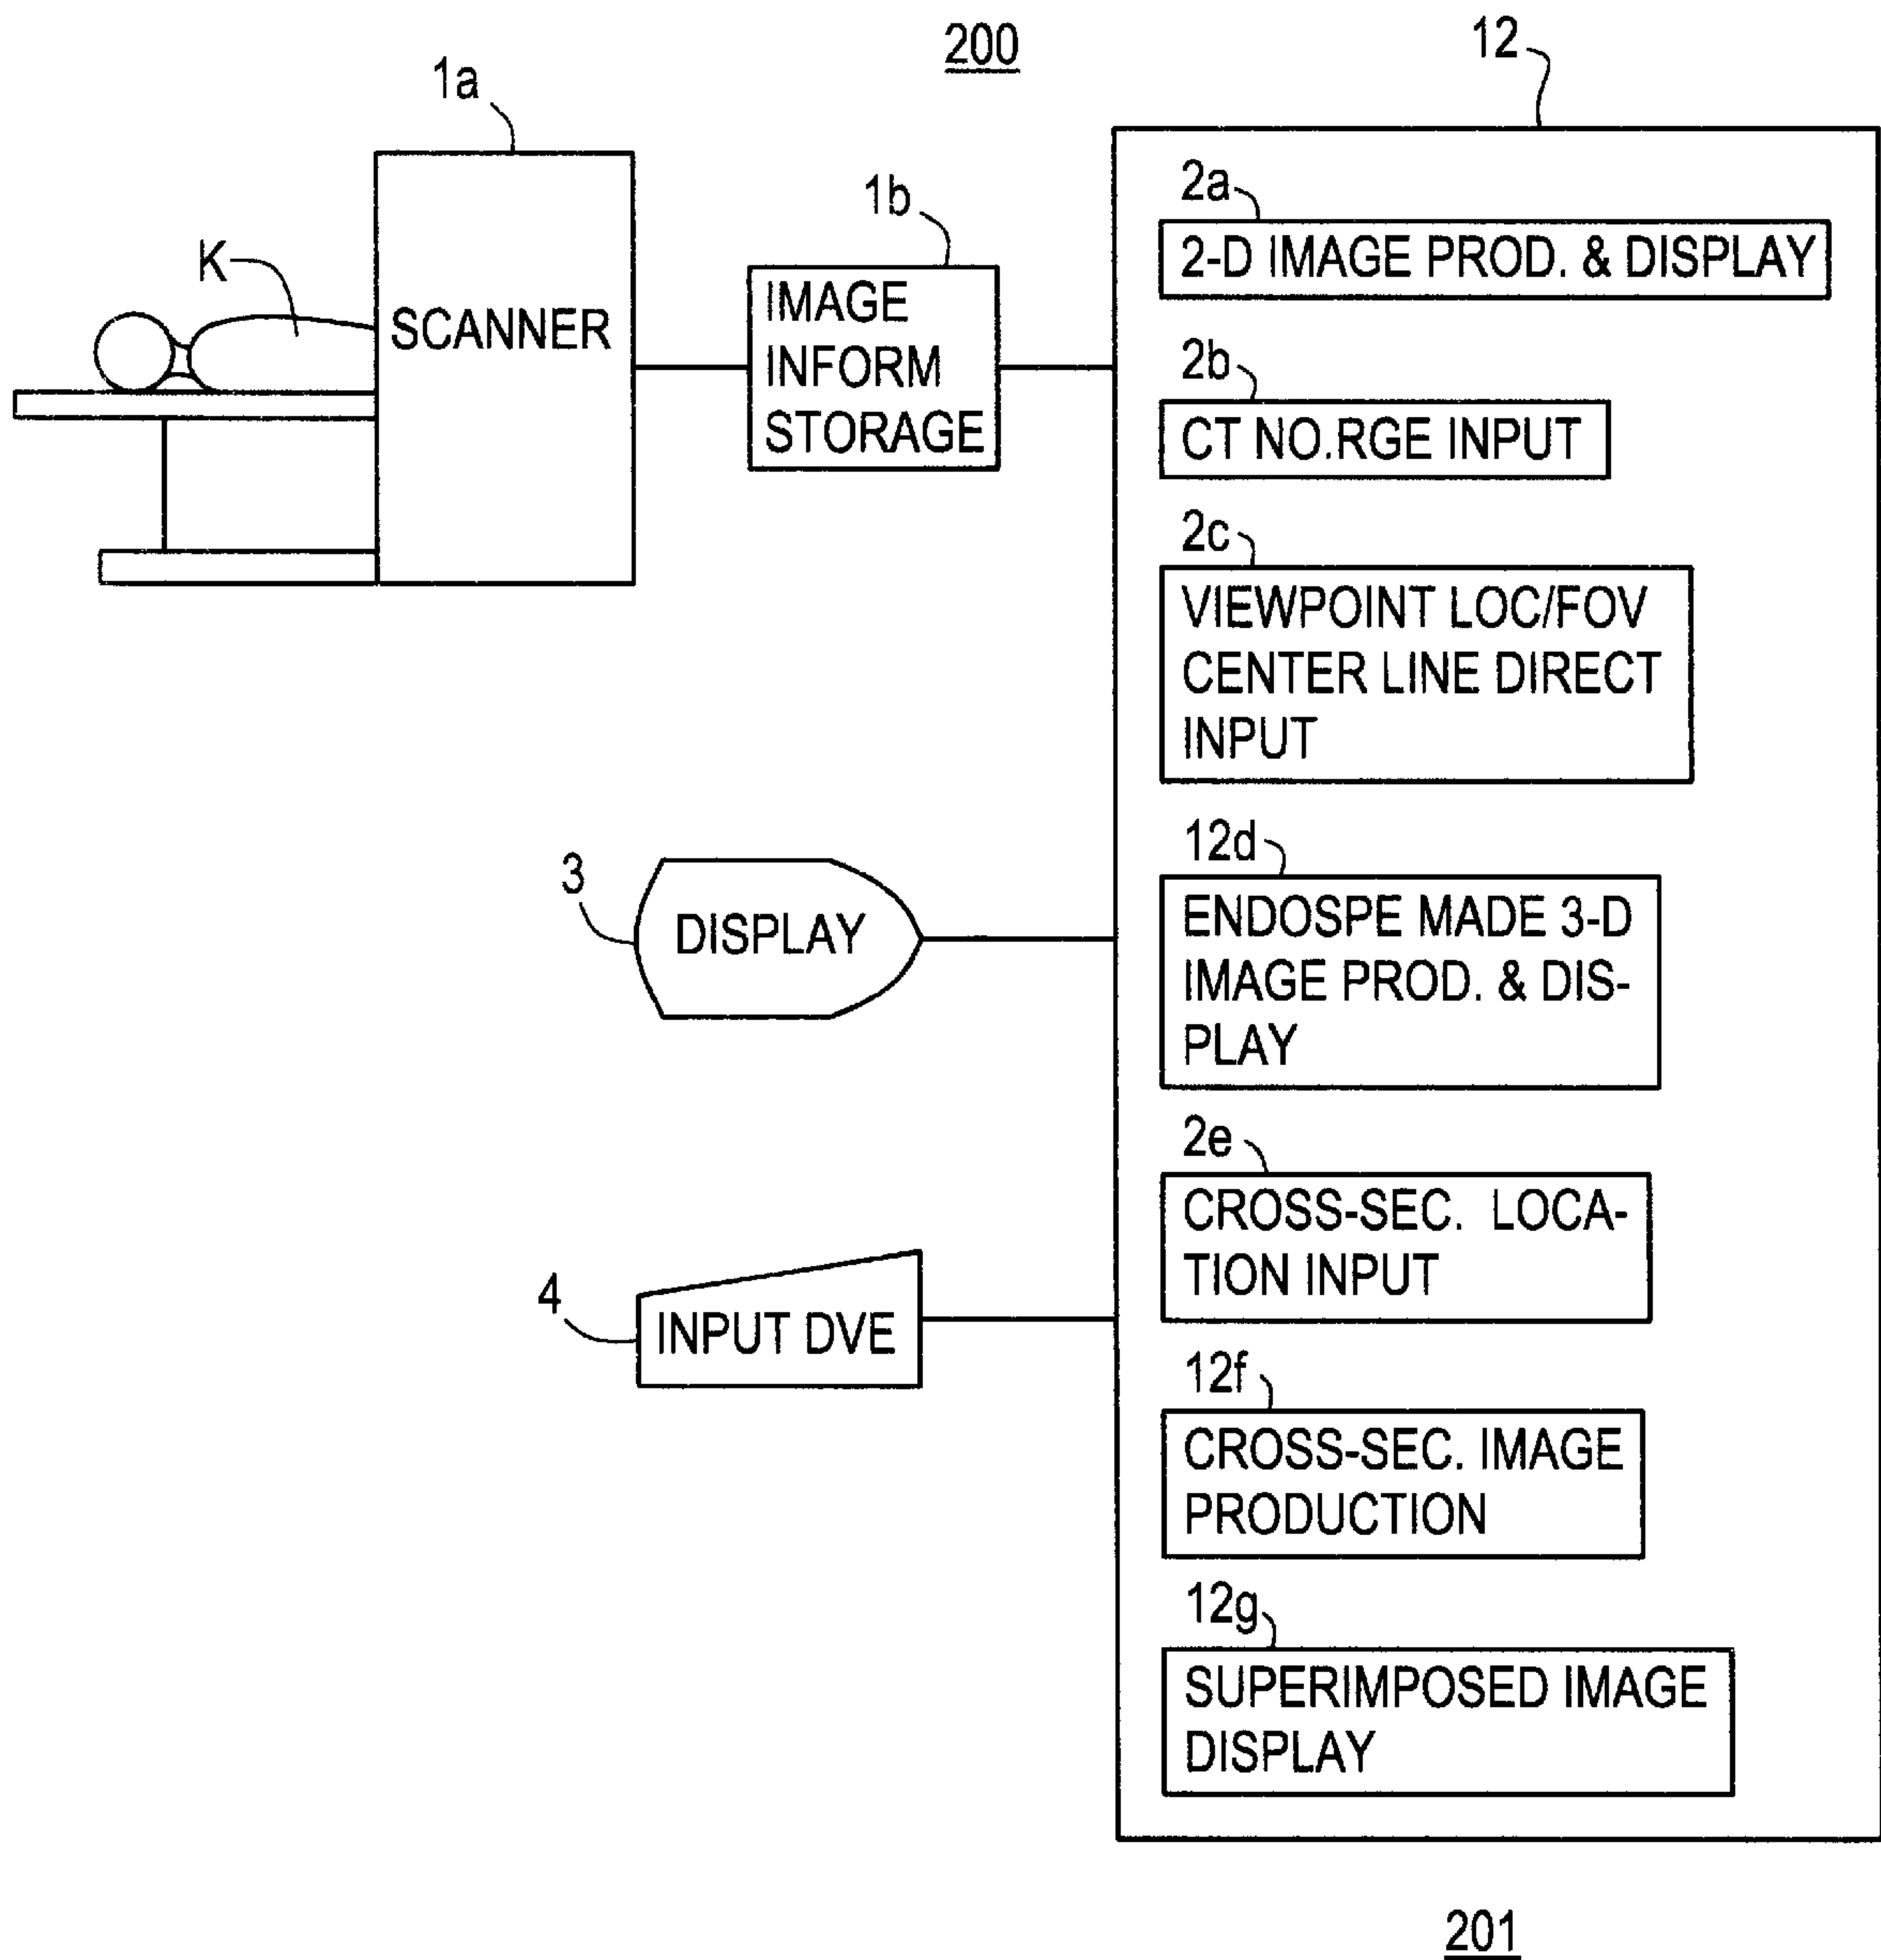 200
12
1a
1b
K
SCANNER
IMAGE
INFORM
STORAGE
2a
2-D IMAGE PROD. & DISPLAY
2b
CT NO.RGE INPUT
2c
VIEWPOINT LOC/FOV
CENTER LINE DIRECT
INPUT
3
DISPLAY
12d
ENDOSPE MADE 3-D
IMAGE PROD. & DIS-
PLAY
2e
CROSS-SEC. LOCA-
TION INPUT
4
INPUT DVE
12f
CROSS-SEC. IMAGE
PRODUCTION
12g
SUPERIMPOSED IMAGE
DISPLAY
201